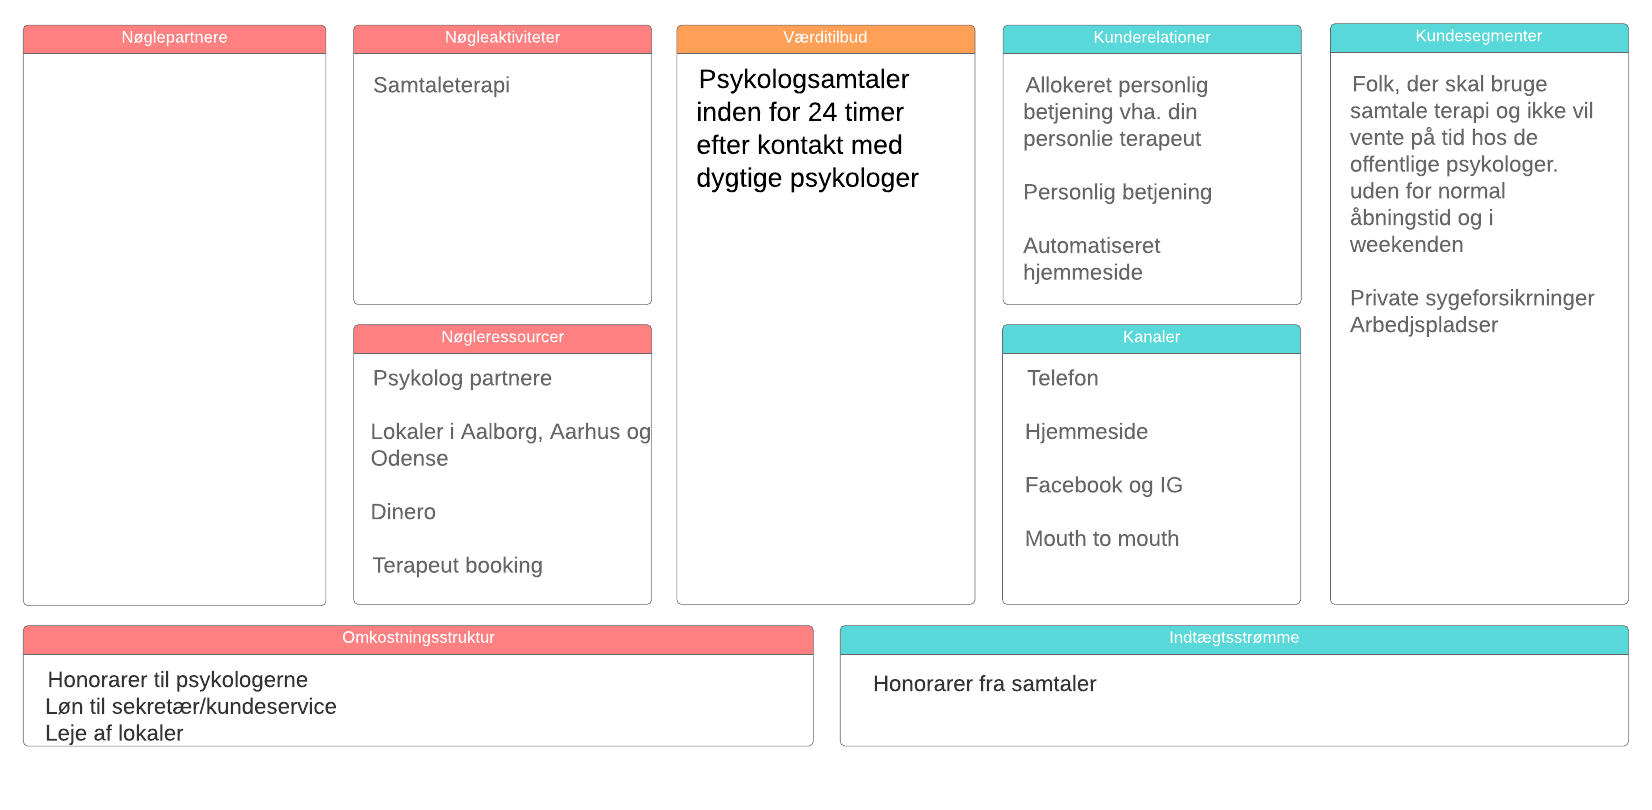 Nøglepartnere
Nøgleaktiviteter
Samtaleterapi
Nøgleressourcer
Psykolog partnere
Lokaler i Aalborg, Aarhus og
Odense
Dinero
Terapeut booking
Værditilbud
Psykologsamtaler
inden for 24 timer
efter kontakt med
dygtige psykologer
Kunderelationer
Allokeret personlig
betjening vha. din
personlie terapeut
Personlig betjening
Automatiseret
hjemmeside
Kanaler
Telefon
Hjemmeside
Facebook og IG
Mouth to mouth
Kundesegmenter
Folk, der skal bruge
samtale terapi og ikke vil
vente på tid hos de
offentlige psykologer.
uden for normal
åbningstid og i
weekenden
Private sygeforsikrninger
Arbedjspladser
Omkostningsstruktur
Honorarer til psykologerne
Løn til sekretær/kundeservice
Leje af lokaler
Indtægtsstrømme
Honorarer fra samtaler